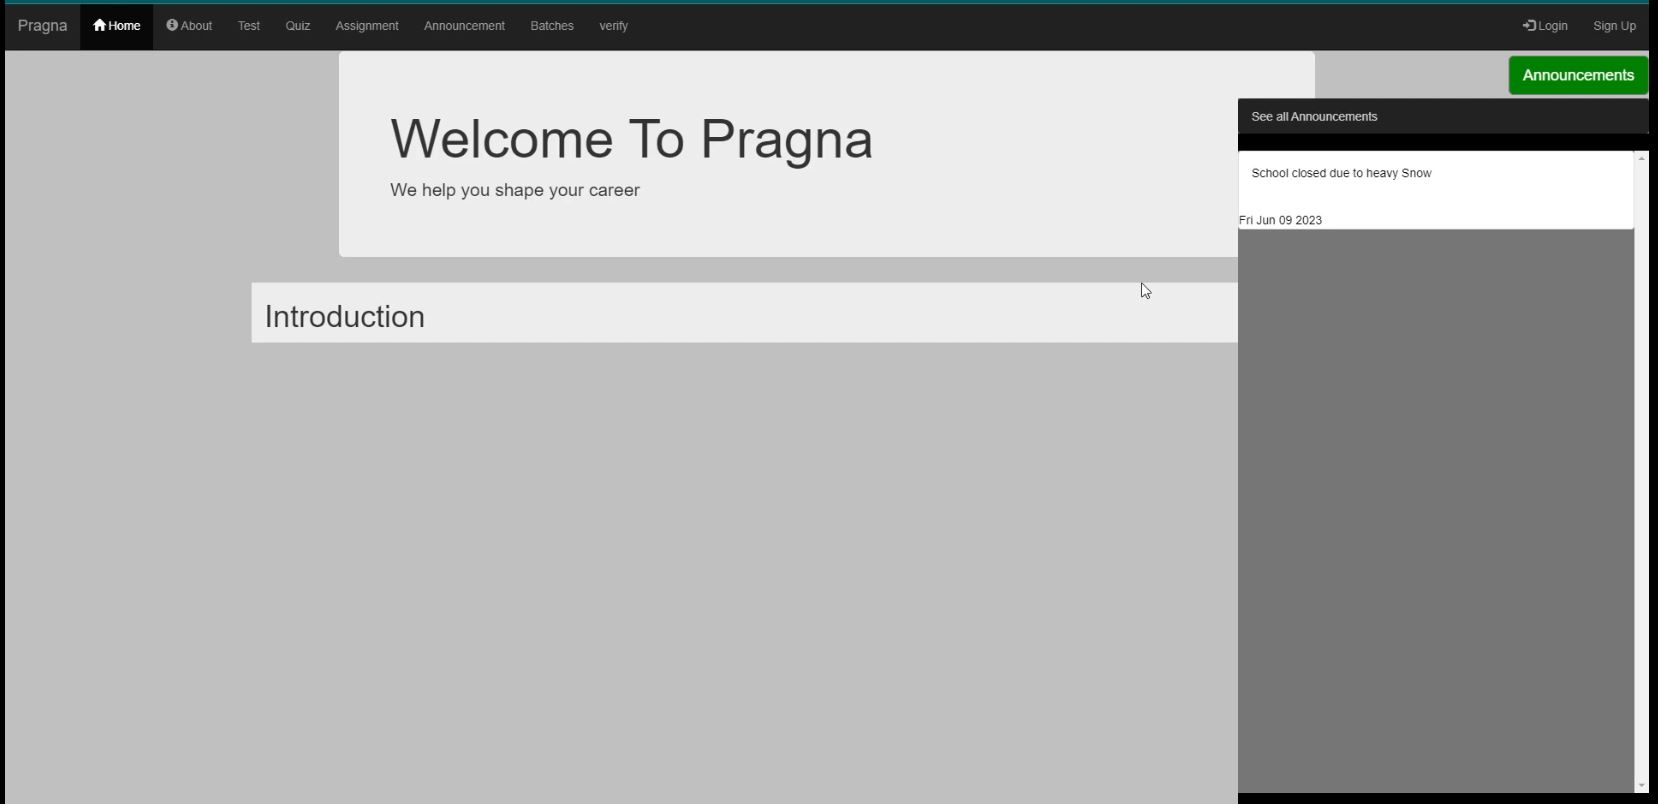 Pragna Home About Test Quiz Assignment Announcement Batches verify Login Sign Up
Announcements
See all Announcements
Welcome To Pragna
We help you shape your career
School closed due to heavy Snow
Fri Jun 09 2023
Introduction